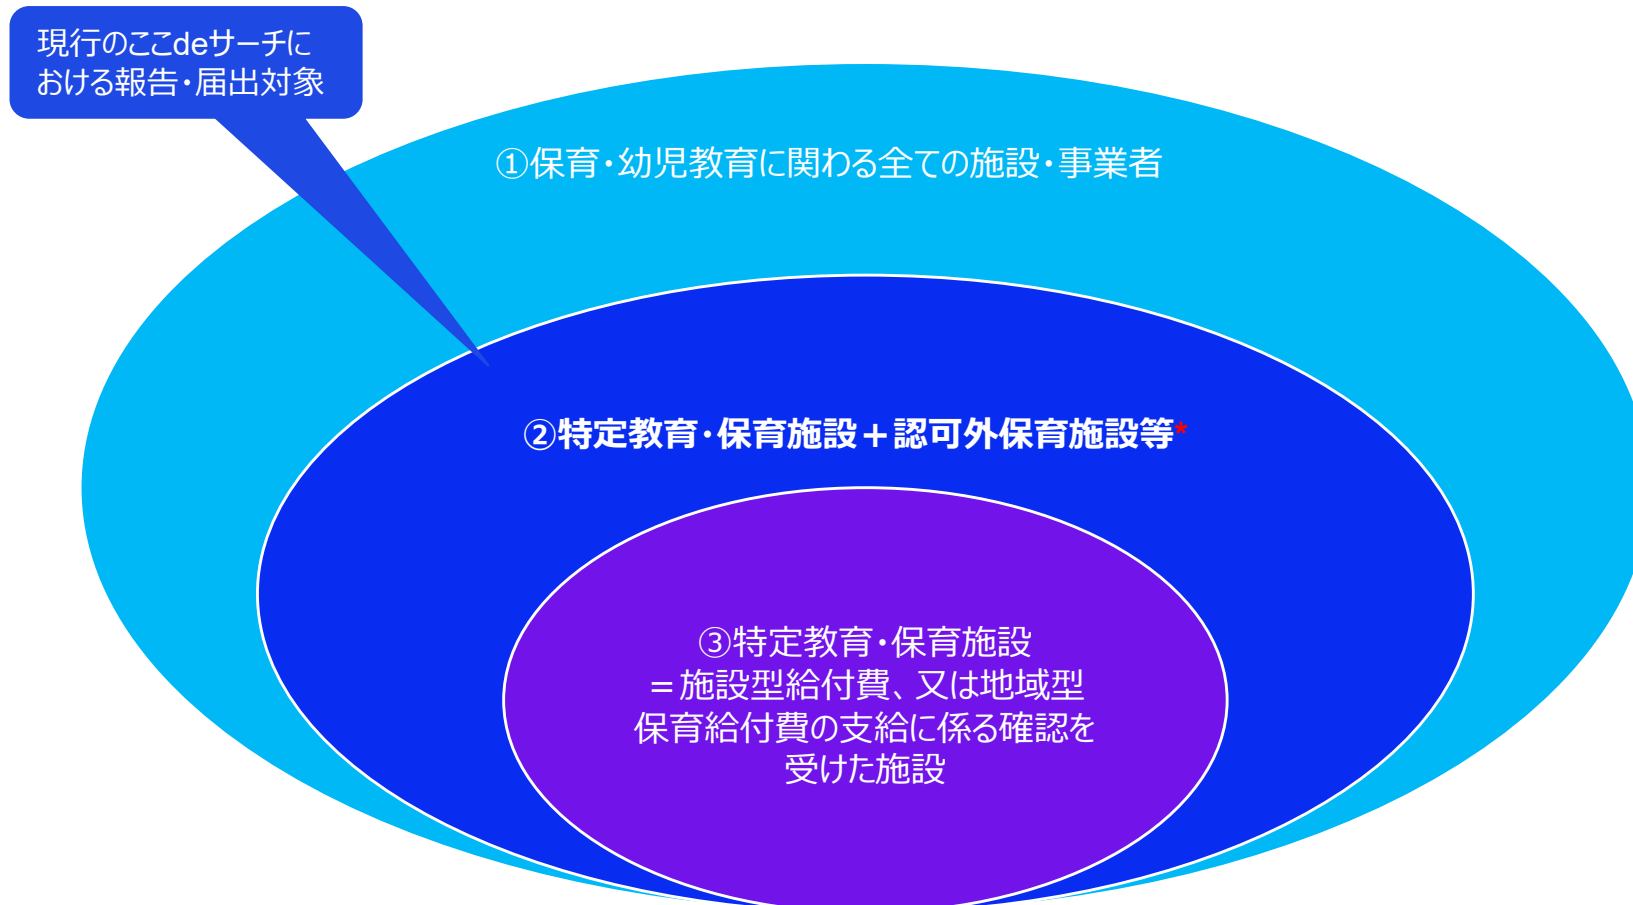 現行のここdeサーチに
おける報告・届出対象
①保育・幼児教育に関わる全ての施設・事業者
②特定教育・保育施設＋認可外保育施設等*
③特定教育・保育施設
＝施設型給付費、又は地域型
保育給付費の支給に係る確認を
受けた施設